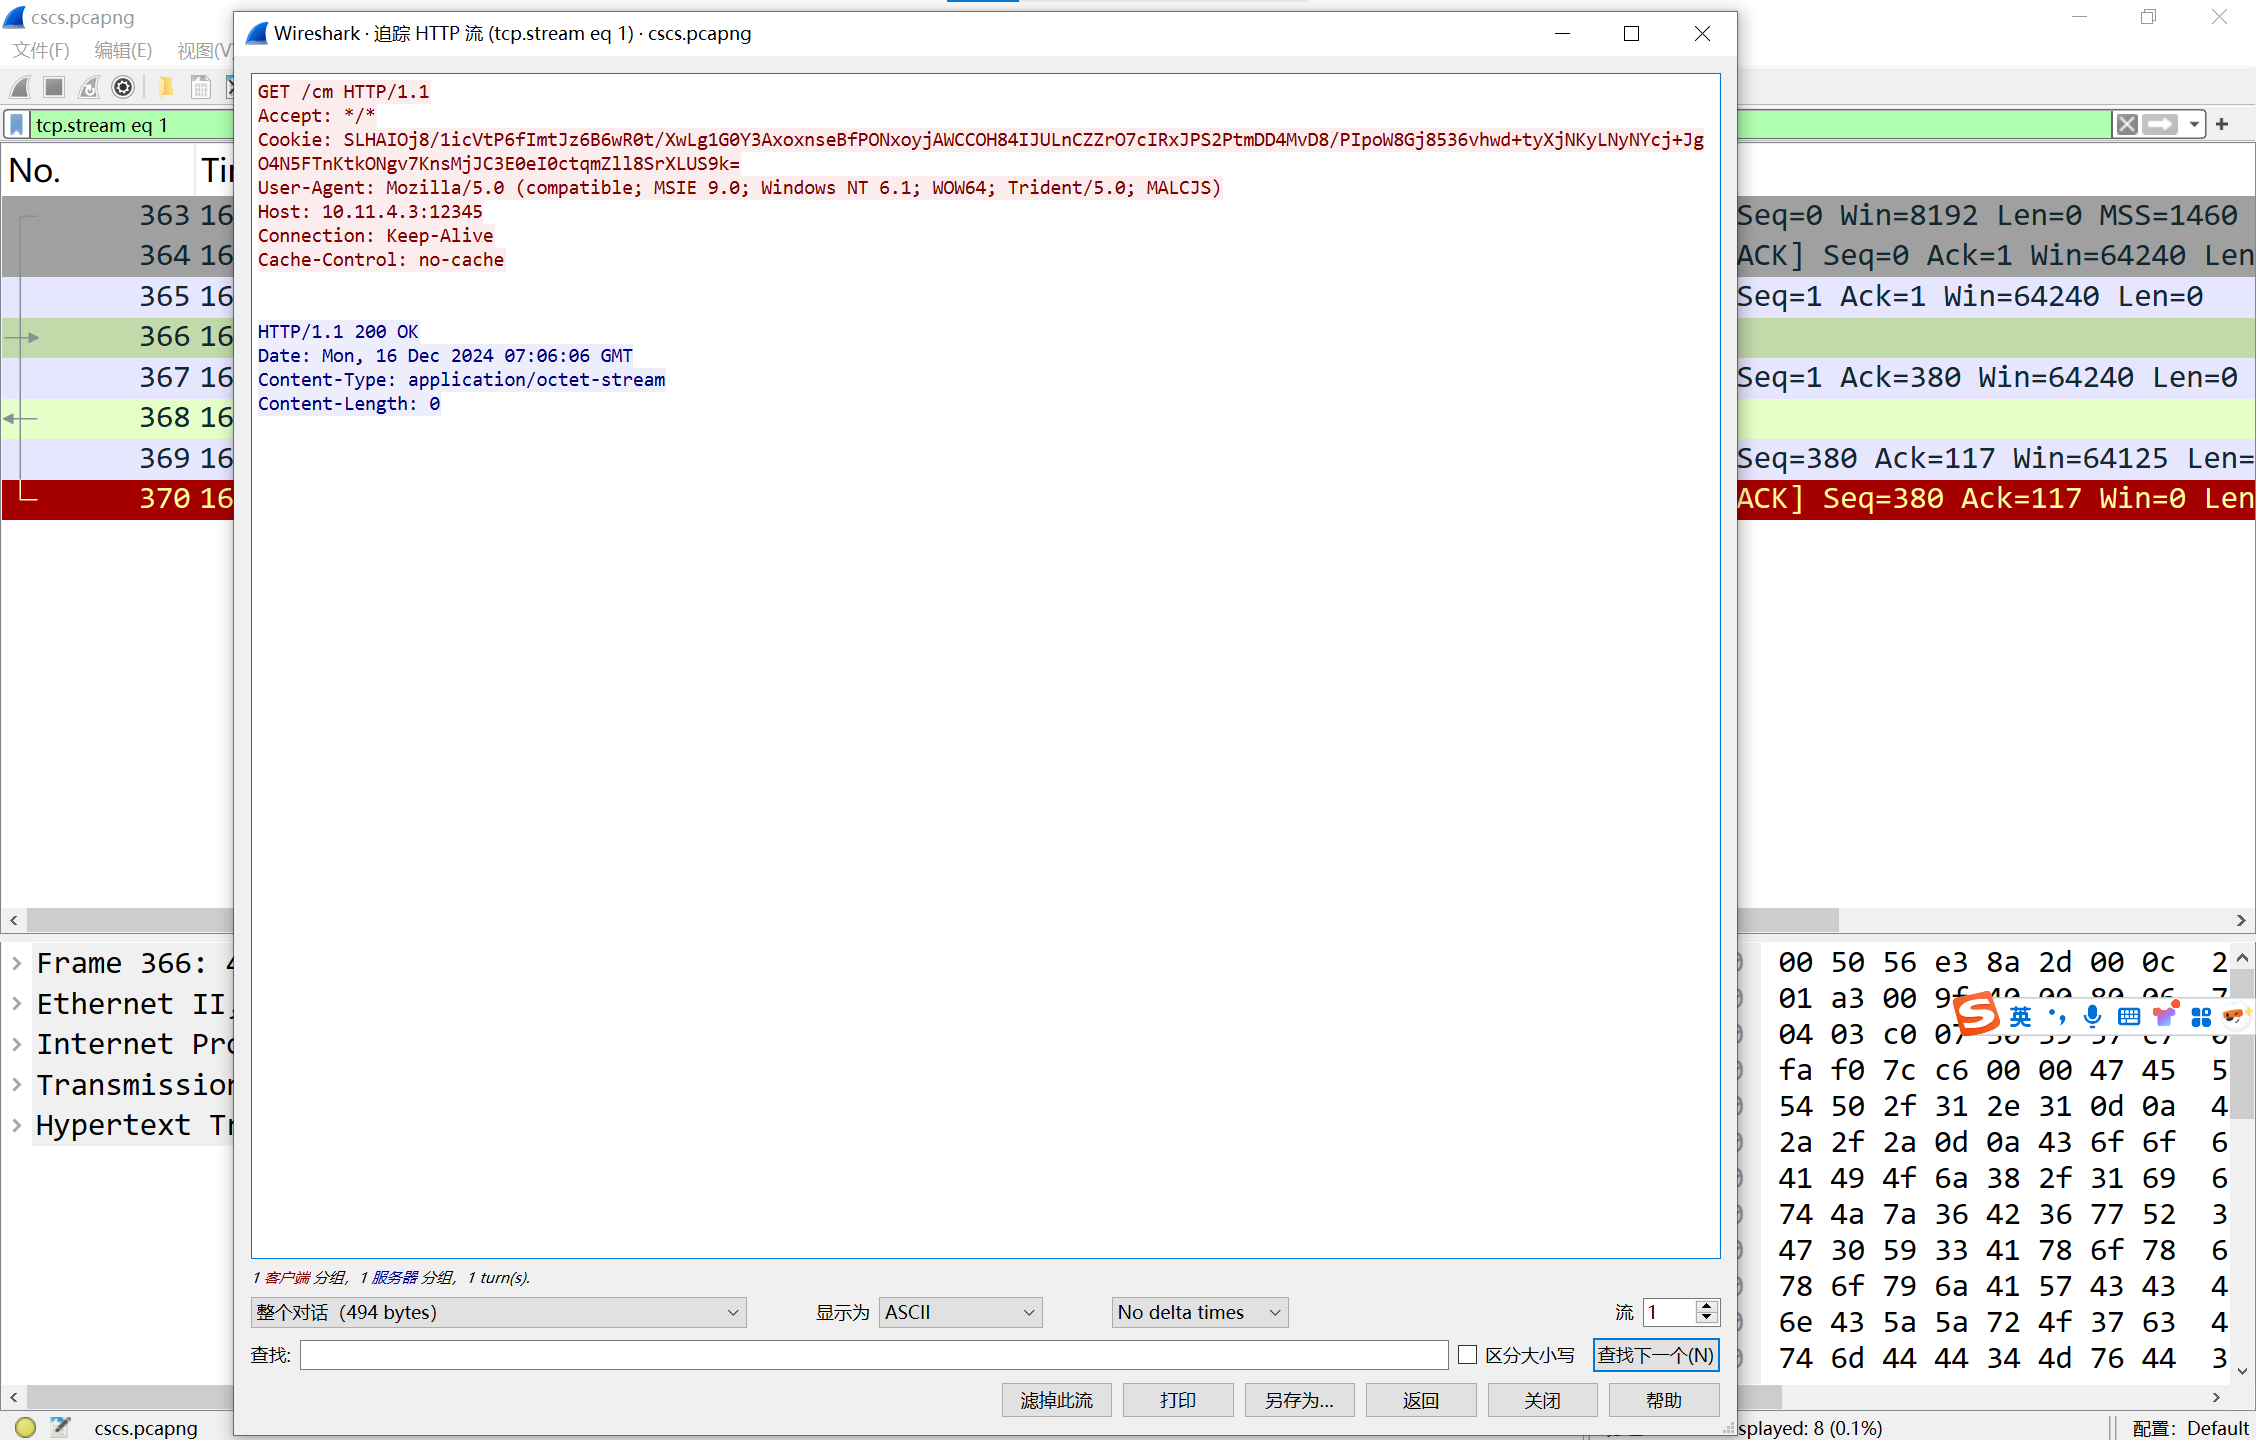 cscs.pcapng
文件(F) 编辑(E) 视图(V
tcp.stream eq 1
No. Ti
363 16
364 16
365 16
366 16
367 16
368 16
369 16
370 16
Wireshark · 追踪 HTTP 流 (tcp.stream eq 1) · cscs.pcapng
GET /cm HTTP/1.1
Accept: */*
Cookie: SLHAIOj8/1icVtP6fImtJz6B6wR0t/XwLg1G0Y3AxoxnseBfPONxoyjAWCCOH84IJULnCZZrO7cIRxJPS2PtmDD4MvD8/PIpoW8Gj8536vhwd+tyXjNKyLNyNYcj+Jg
O4N5FTnKtkONgv7KnsMjJC3E0eI0ctqmZll8SrXLUS9k=
User-Agent: Mozilla/5.0 (compatible; MSIE 9.0; Windows NT 6.1; WOW64; Trident/5.0; MALCJS)
Host: 10.11.4.3:12345
Connection: Keep-Alive
Cache-Control: no-cache
HTTP/1.1 200 OK
Date: Mon, 16 Dec 2024 07:06:06 GMT
Content-Type: application/octet-stream
Content-Length: 0
1 客户端 分组, 1 服务器 分组, 1 turn(s).
整个对话 (494 bytes) 显示为 ASCII No delta times 流 1
查找: 区分大小写 查找下一个(N)
滤掉此流 打印 另存为... 返回 关闭 帮助
Seq=0 Win=8192 Len=0 MSS=1460
ACK] Seq=0 Ack=1 Win=64240 Len
Seq=1 Ack=1 Win=64240 Len=0
Seq=1 Ack=380 Win=64240 Len=0
Seq=380 Ack=117 Win=64125 Len=
ACK] Seq=380 Ack=117 Win=0 Len
Frame 366: 4
Ethernet II,
Internet Pro
Transmission
Hypertext Tr
00 50 56 e3 8a 2d 00 0c 2
01 a3 00 9f 40 00 80 06 7
04 03 c0 07 30 39 57 c7
fa f0 7c c6 00 00 47 45 5
54 50 2f 31 2e 31 0d 0a 4
2a 2f 2a 0d 0a 43 6f 6f 6
41 49 4f 6a 38 2f 31 69 6
74 4a 7a 36 42 36 77 52 3
47 30 59 33 41 78 6f 78 6
78 6f 79 6a 41 57 43 43 4
6e 43 5a 5a 72 4f 37 63 4
74 6d 44 44 34 4d 76 44 3
S 英
cscs.pcapng
splayed: 8 (0.1%) 配置: Default